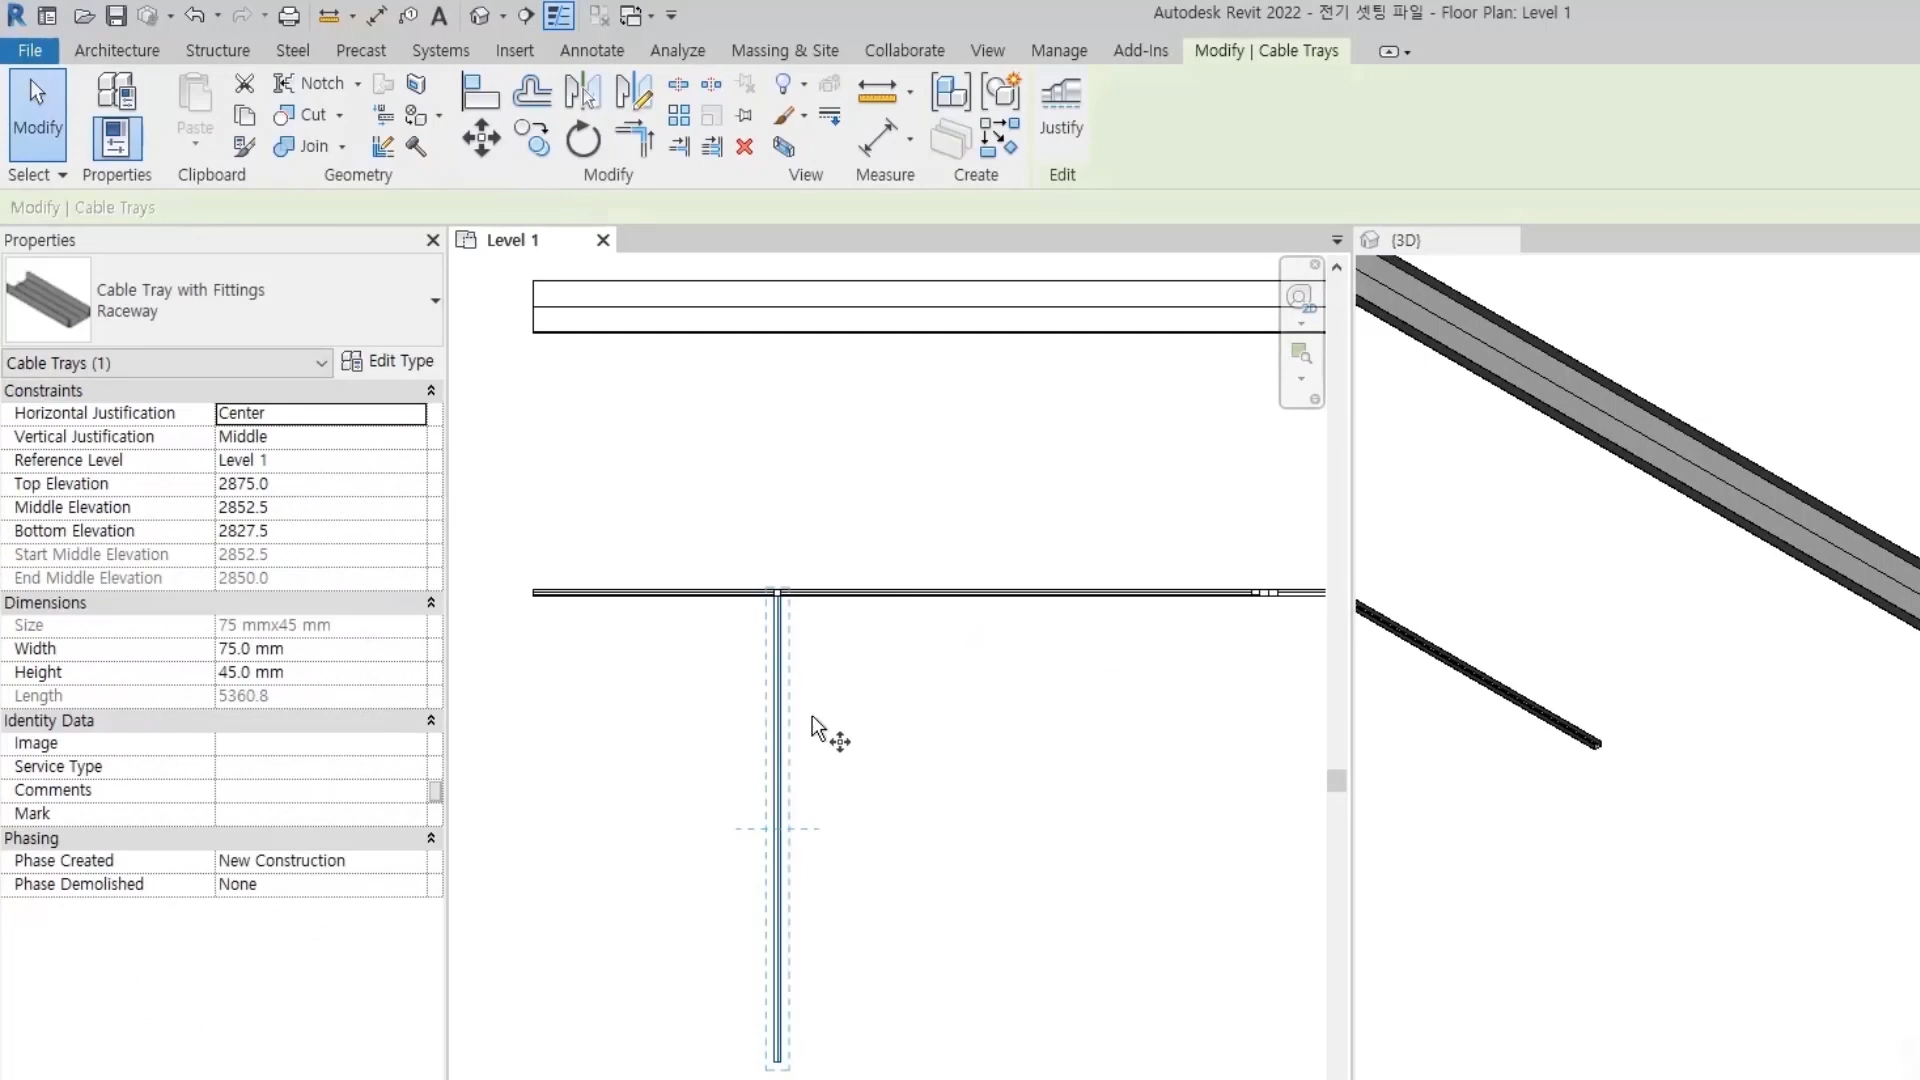 Autodesk Revit 2022 - 전기 셋팅 파일 - Floor Plan: Level 1
File Architecture Structure Steel Precast Systems Insert Annotate Analyze Massing & Site Collaborate View Manage Add-Ins Modify | Cable Trays
Modify
Paste
Notch
Cut
Join
Justify
Select Properties Clipboard Geometry Modify View Measure Create Edit
Modify | Cable Trays
Properties
Level 1
{3D}
Cable Tray with Fittings
Raceway
Cable Trays (1)
Edit Type
Constraints
Horizontal Justification Center
Vertical Justification Middle
Reference Level Level 1
Top Elevation 2875.0
Middle Elevation 2852.5
Bottom Elevation 2827.5
Start Middle Elevation 2852.5
End Middle Elevation 2850.0
Dimensions
Size 75 mmx45 mm
Width 75.0 mm
Height 45.0 mm
Length 5360.8
Identity Data
Image
Service Type
Comments
Mark
Phasing
Phase Created New Construction
Phase Demolished None
2D